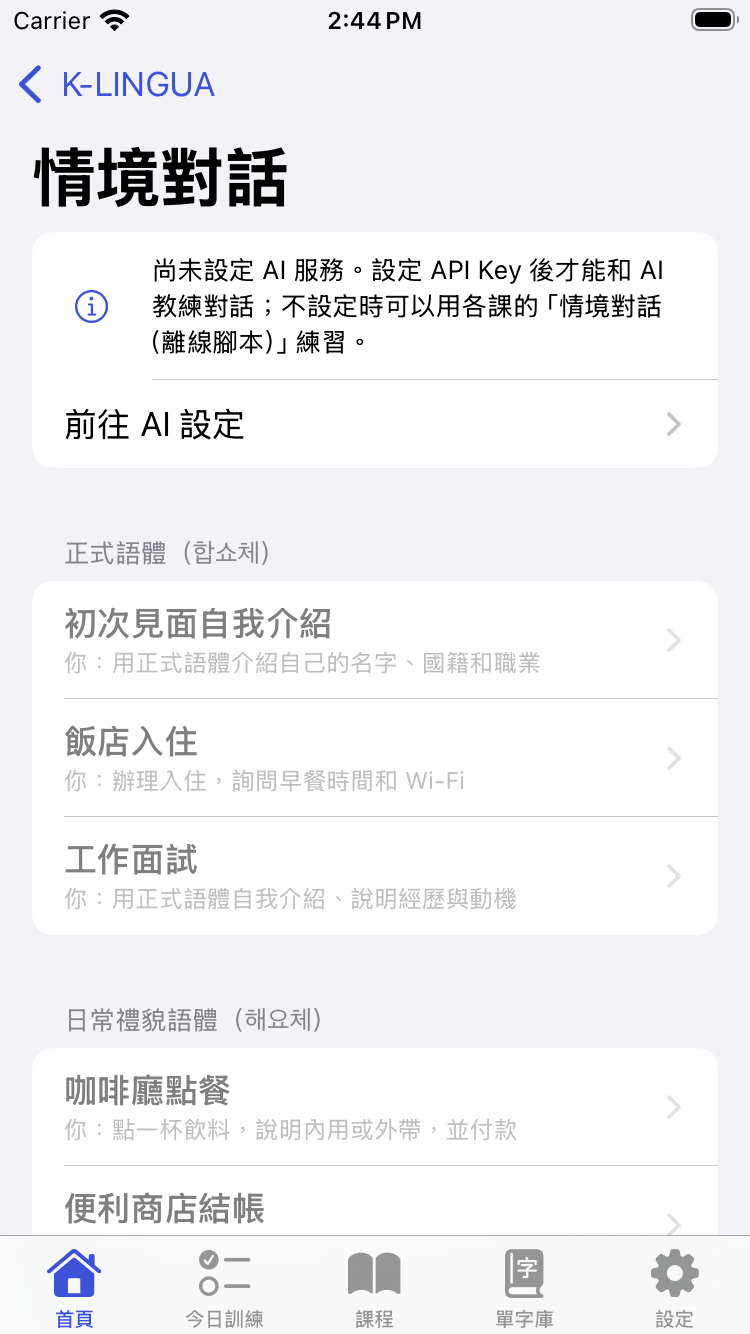 Carrier 2:44 PM
K-LINGUA
情境對話
尚未設定 AI 服務。設定 API Key 後才能和 AI
教練對話；不設定時可以用各課的「情境對話
(離線腳本)」練習。
前往 AI 設定
正式語體（합쇼체）
初次見面自我介紹
你：用正式語體介紹自己的名字、國籍和職業
飯店入住
你：辦理入住，詢問早餐時間和 Wi-Fi
工作面試
你：用正式語體自我介紹、說明經歷與動機
日常禮貌語體（해요체）
咖啡廳點餐
你：點一杯飲料，說明內用或外帶，並付款
便利商店結帳
字
首頁 今日訓練 課程 單字庫 設定